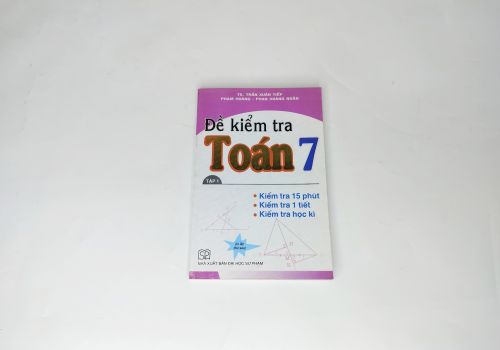 TS. TRẦN XUÂN TIẾP
PHẠM HOÀNG - PHAN HOÀNG NGÂN
Đề kiểm tra
Toán 7
TẬP 1
• Kiểm tra 15 phút
• Kiểm tra 1 tiết
• Kiểm tra học kì
NHÀ XUẤT BẢN ĐẠI HỌC SƯ PHẠM